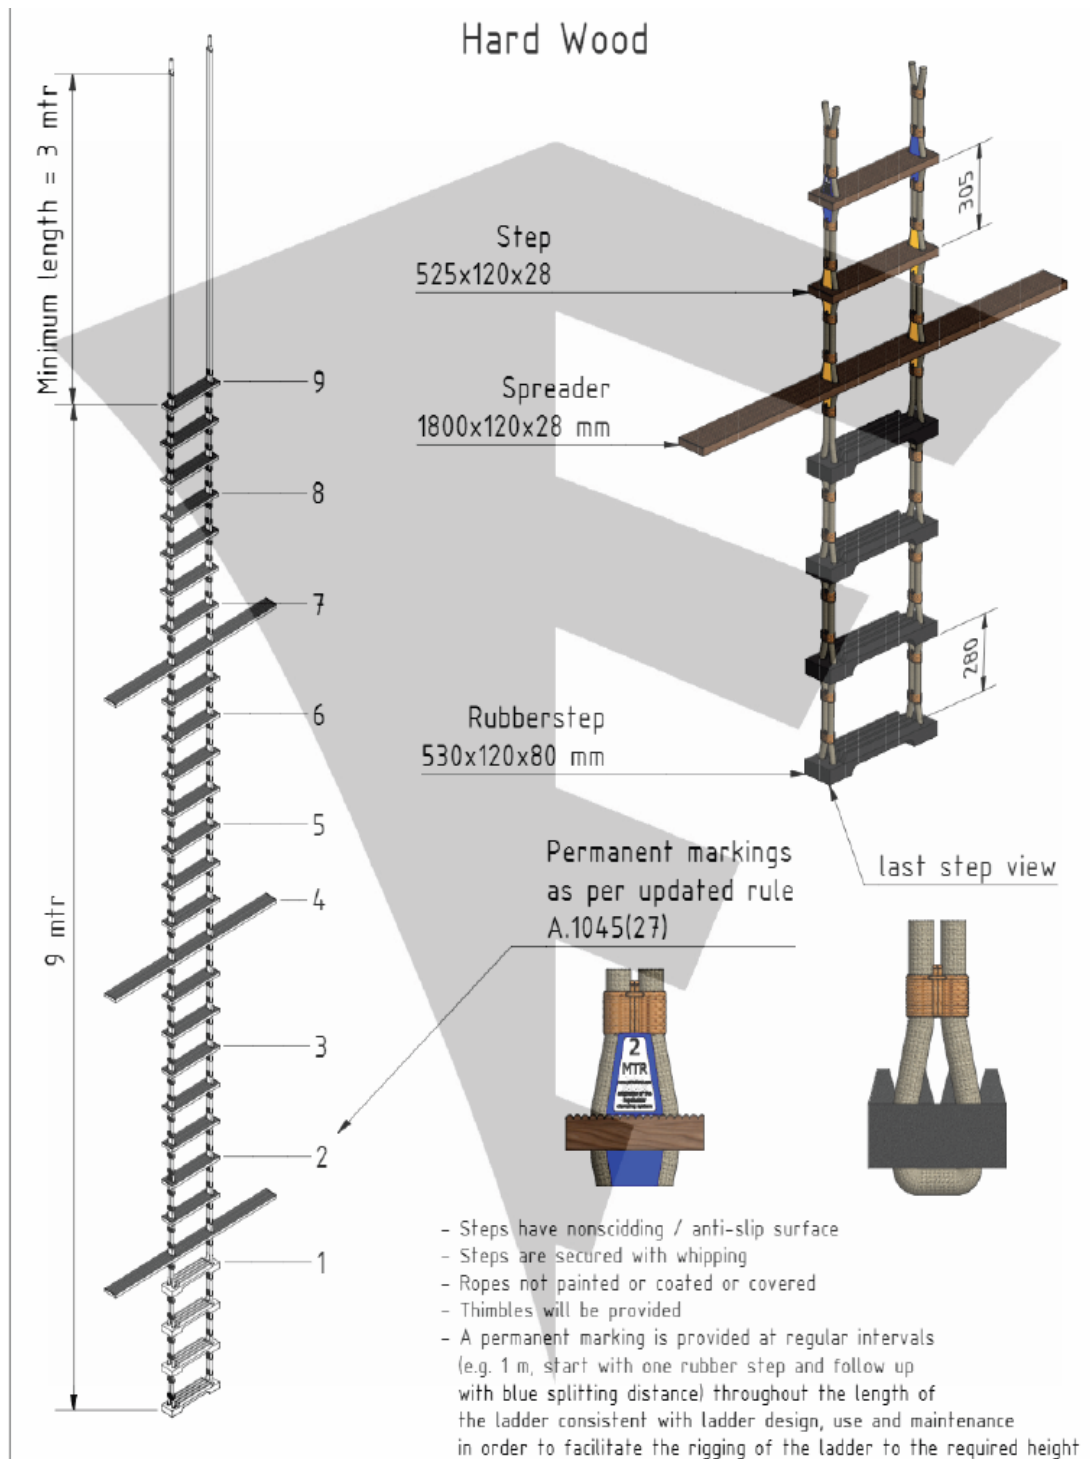 Hard Wood
Minimum length = 3 mtr
9 mtr
9
8
7
6
5
4
3
2
1
Step
525x120x28
305
Spreader
1800x120x28 mm
280
Rubberstep
530x120x80 mm
last step view
Permanent markings
as per updated rule
A.1045(27)
2
MTR
- Steps have nonscidding / anti-slip surface
- Steps are secured with whipping
- Ropes not painted or coated or covered
- Thimbles will be provided
- A permanent marking is provided at regular intervals
(e.g. 1 m, start with one rubber step and follow up
with blue splitting distance) throughout the length of
the ladder consistent with ladder design, use and maintenance
in order to facilitate the rigging of the ladder to the required height